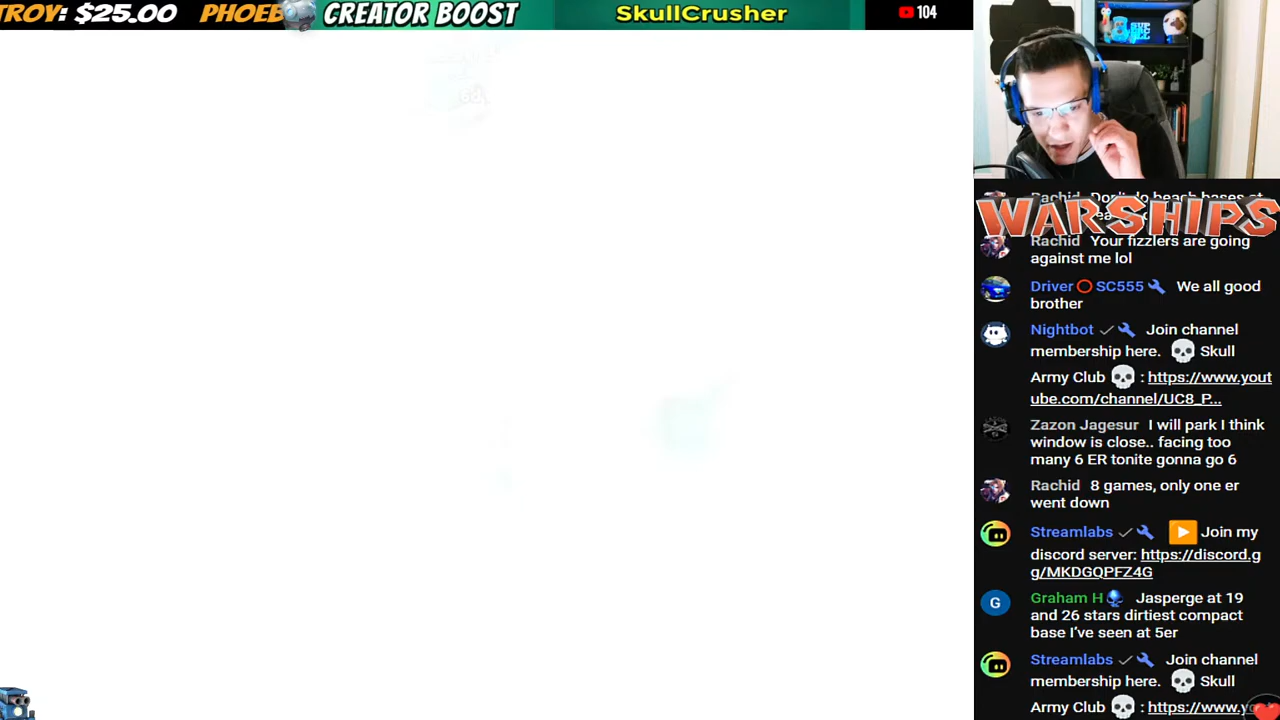 TROY: $25.00 PHOEB CREATOR BOOST SkullCrusher 104
WARSHIPS
Rachid Your fizzlers are going
against me lol
Driver SC555 We all good
brother
Nightbot Join channel
membership here. Skull
Army Club : https://www.yout
ube.com/channel/UC8_P...
Zazon Jagesur I will park I think
window is close.. facing too
many 6 ER tonite gonna go 6
Rachid 8 games, only one er
went down
Streamlabs Join my
discord server: https://discord.g
g/MKDGQPFZ4G
G Graham H Jasperge at 19
and 26 stars dirtiest compact
base I've seen at 5er
Streamlabs Join channel
membership here. Skull
Army Club : https://www.y